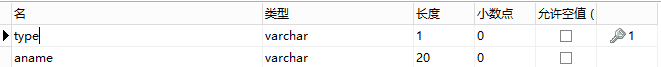 名 类型 长度 小数点 允许空值 (
type varchar 1 0 1
aname varchar 20 0